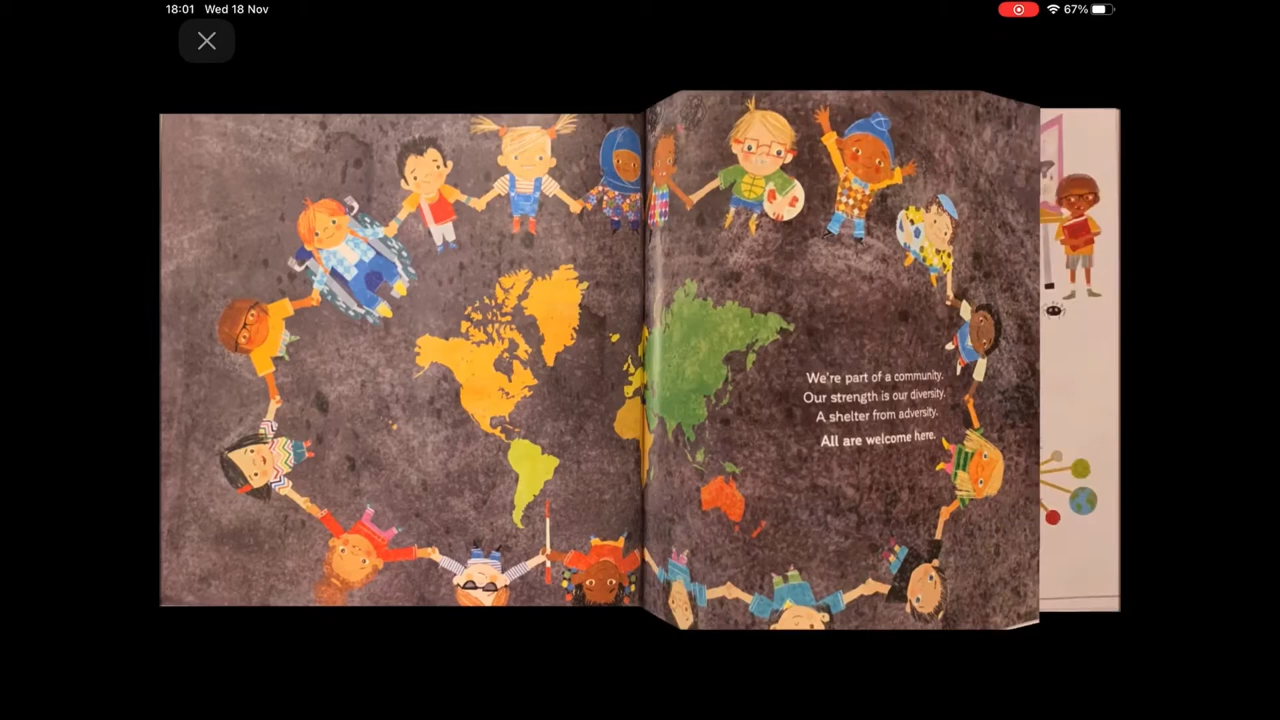 18:01 Wed 18 Nov
67%
We're part of a community.
Our strength is our diversity.
A shelter from adversity.
All are welcome here.